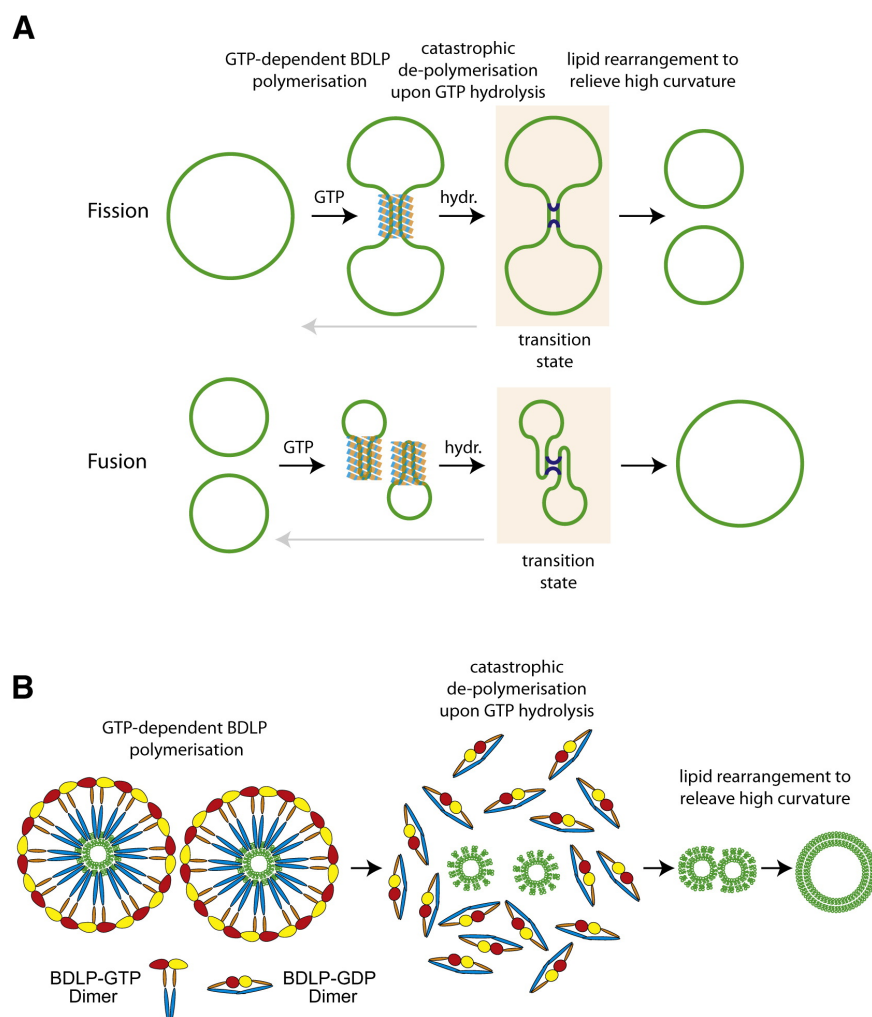 A
GTP-dependent BDLP
polymerisation
catastrophic
de-polymerisation
upon GTP hydrolysis
lipid rearrangement to
relieve high curvature
Fission
GTP
hydr.
transition
state
Fusion
GTP
hydr.
transition
state
B
GTP-dependent BDLP
polymerisation
catastrophic
de-polymerisation
upon GTP hydrolysis
lipid rearrangement to
releave high curvature
BDLP-GTP
Dimer
BDLP-GDP
Dimer